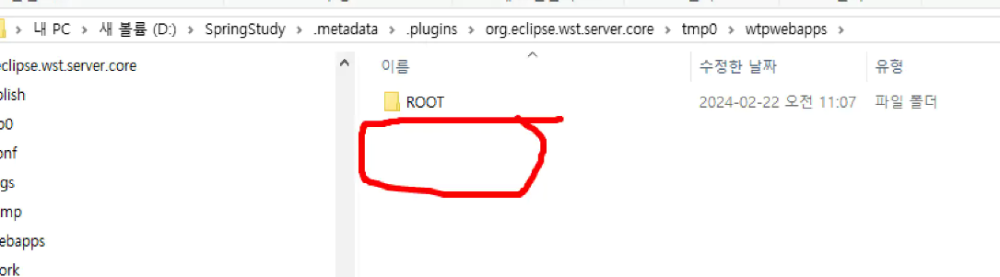 내 PC > 새 볼륨 (D:) > SpringStudy > .metadata > .plugins > org.eclipse.wst.server.core > tmp0 > wtpwebapps >
이름 수정한 날짜 유형
eclipse.wst.server.core
ROOT 2024-02-22 오전 11:07 파일 폴더
blish
p0
onf
gs
mp
ebapps
ork